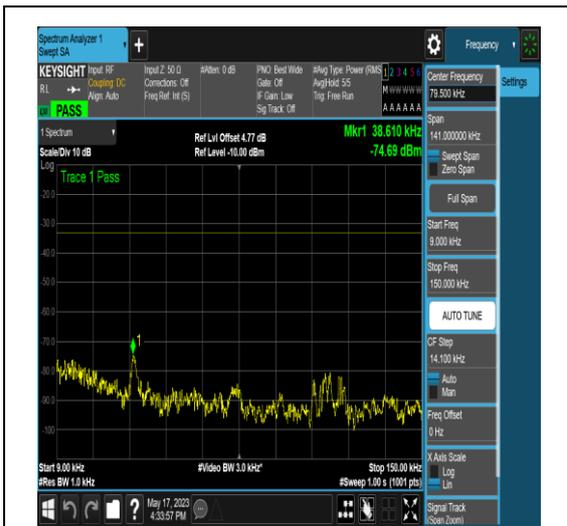 Spectrum Analyzer 1
Swept SA
Frequency
KEYSIGHT
Input: RF
Coupling: DC
Align: Auto
Input Z: 50 Ω
Corrections: Off
Freq Ref: Int (S)
#Atten: 0 dB
PNO: Best Wide
Gate: Off
IF Gain: Low
Sig Track: Off
#Avg Type: Power (RMS
Avg|Hold: 5/5
Trig: Free Run
1 2 3 4 5 6
M W W W W W
A A A A A A
PASS
Settings
Center Frequency
79.500 kHz
Span
141.000000 kHz
Swept Span
Zero Span
Full Span
Start Freq
9.000 kHz
Stop Freq
150.000 kHz
AUTO TUNE
CF Step
14.100 kHz
Auto
Man
Freq Offset
0 Hz
X Axis Scale
Log
Lin
Signal Track
(Span Zoom)
1 Spectrum
Scale/Div 10 dB
Ref Lvl Offset 4.77 dB
Ref Level -10.00 dBm
Mkr1 38.610 kHz
-74.69 dBm
Log
Trace 1 Pass
-20.0
-30.0
-40.0
-50.0
-60.0
-70.0
-80.0
-90.0
-100
1
Start 9.00 kHz
#Res BW 1.0 kHz
#Video BW 3.0 kHz*
Stop 150.00 kHz
#Sweep 1.00 s (1001 pts)
?
May 17, 2023
4:33:57 PM